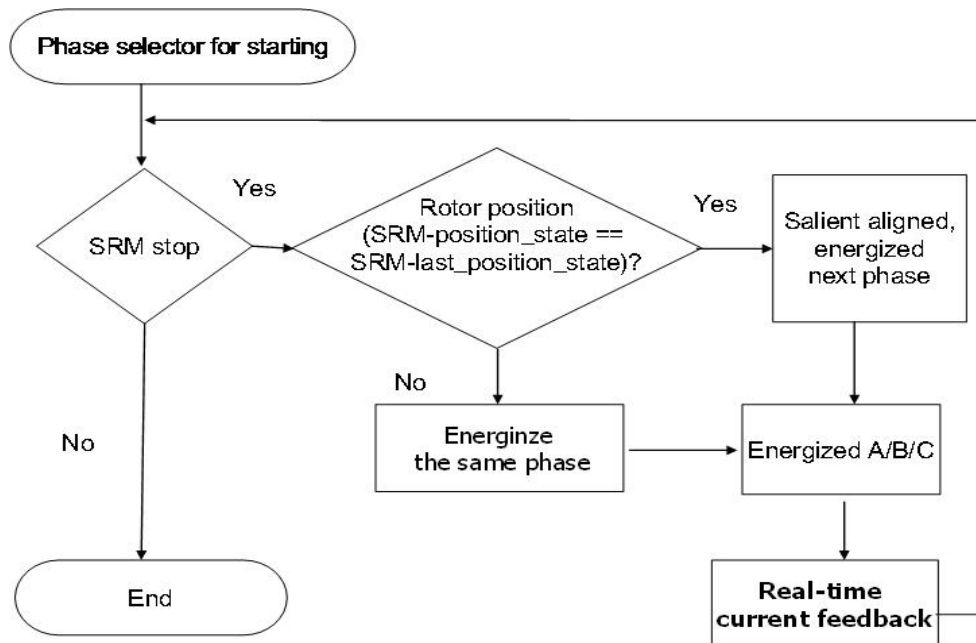 Phase selector for starting
Yes
Rotor position
(SRM-position_state ==
SRM-last_position_state)?
Yes
Salient aligned,
energized
next phase
SRM stop
No
No
Energinze
the same phase
Energized A/B/C
End
Real-time
current feedback